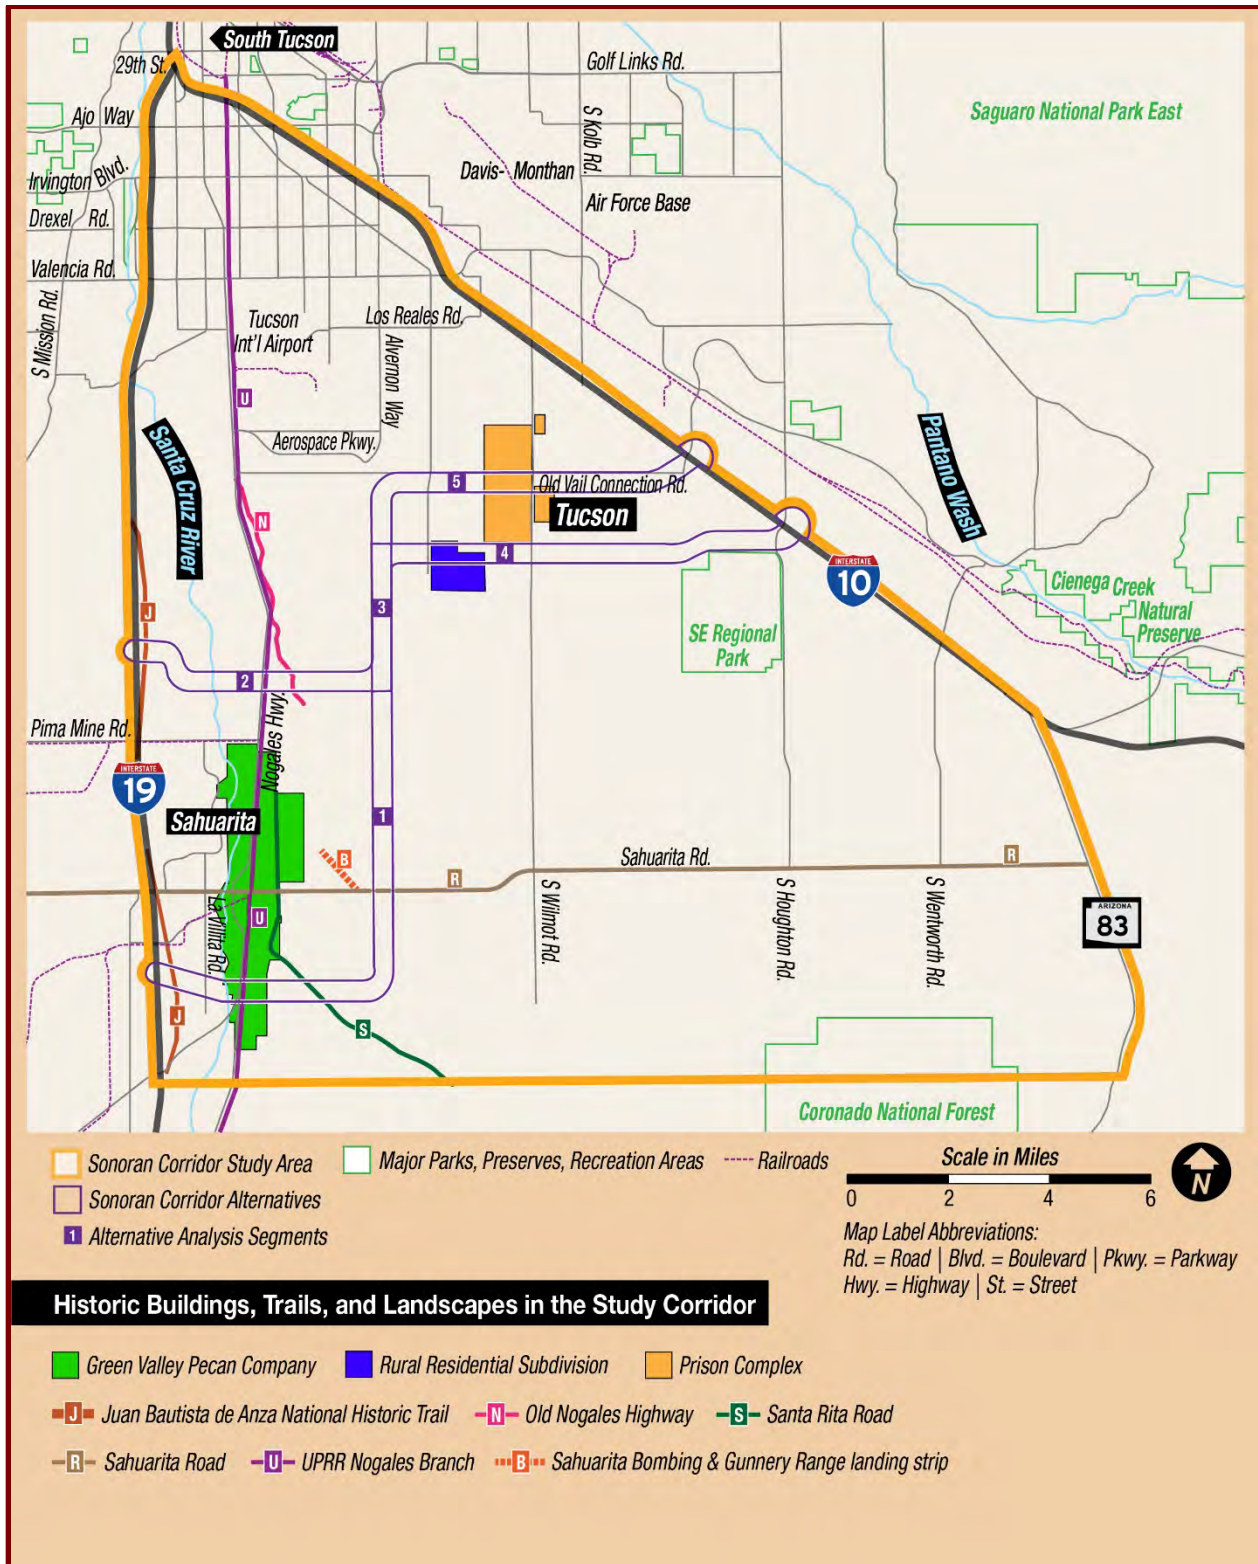 South Tucson
29th St.
Golf Links Rd.
Saguaro National Park East
Ajo Way
S Kolb Rd.
Davis- Monthan
Air Force Base
Irvington Blvd.
Drexel Rd.
Valencia Rd.
S Mission Rd.
Tucson
Int'l Airport
Los Reales Rd.
Alvernon Way
U
Aerospace Pkwy.
Santa Cruz River
Pantano Wash
5
Old Vail Connection Rd.
Tucson
N
4
INTERSTATE
10
Cienega Creek
Natural
Preserve
J
3
SE Regional
Park
2
Nogales Hwy.
Pima Mine Rd.
INTERSTATE
19
Sahuarita
1
B
Sahuarita Rd.
R
R
La Villita Rd.
U
S Wilmot Rd.
S Houghton Rd.
S Wentworth Rd.
ARIZONA
83
J
S
Coronado National Forest
Sonoran Corridor Study Area
Major Parks, Preserves, Recreation Areas
Railroads
Sonoran Corridor Alternatives
1 Alternative Analysis Segments
Scale in Miles
0 2 4 6
N
Map Label Abbreviations:
Rd. = Road | Blvd. = Boulevard | Pkwy. = Parkway
Hwy. = Highway | St. = Street
Historic Buildings, Trails, and Landscapes in the Study Corridor
Green Valley Pecan Company
Rural Residential Subdivision
Prison Complex
J Juan Bautista de Anza National Historic Trail
N Old Nogales Highway
S Santa Rita Road
R Sahuarita Road
U UPRR Nogales Branch
B Sahuarita Bombing & Gunnery Range landing strip